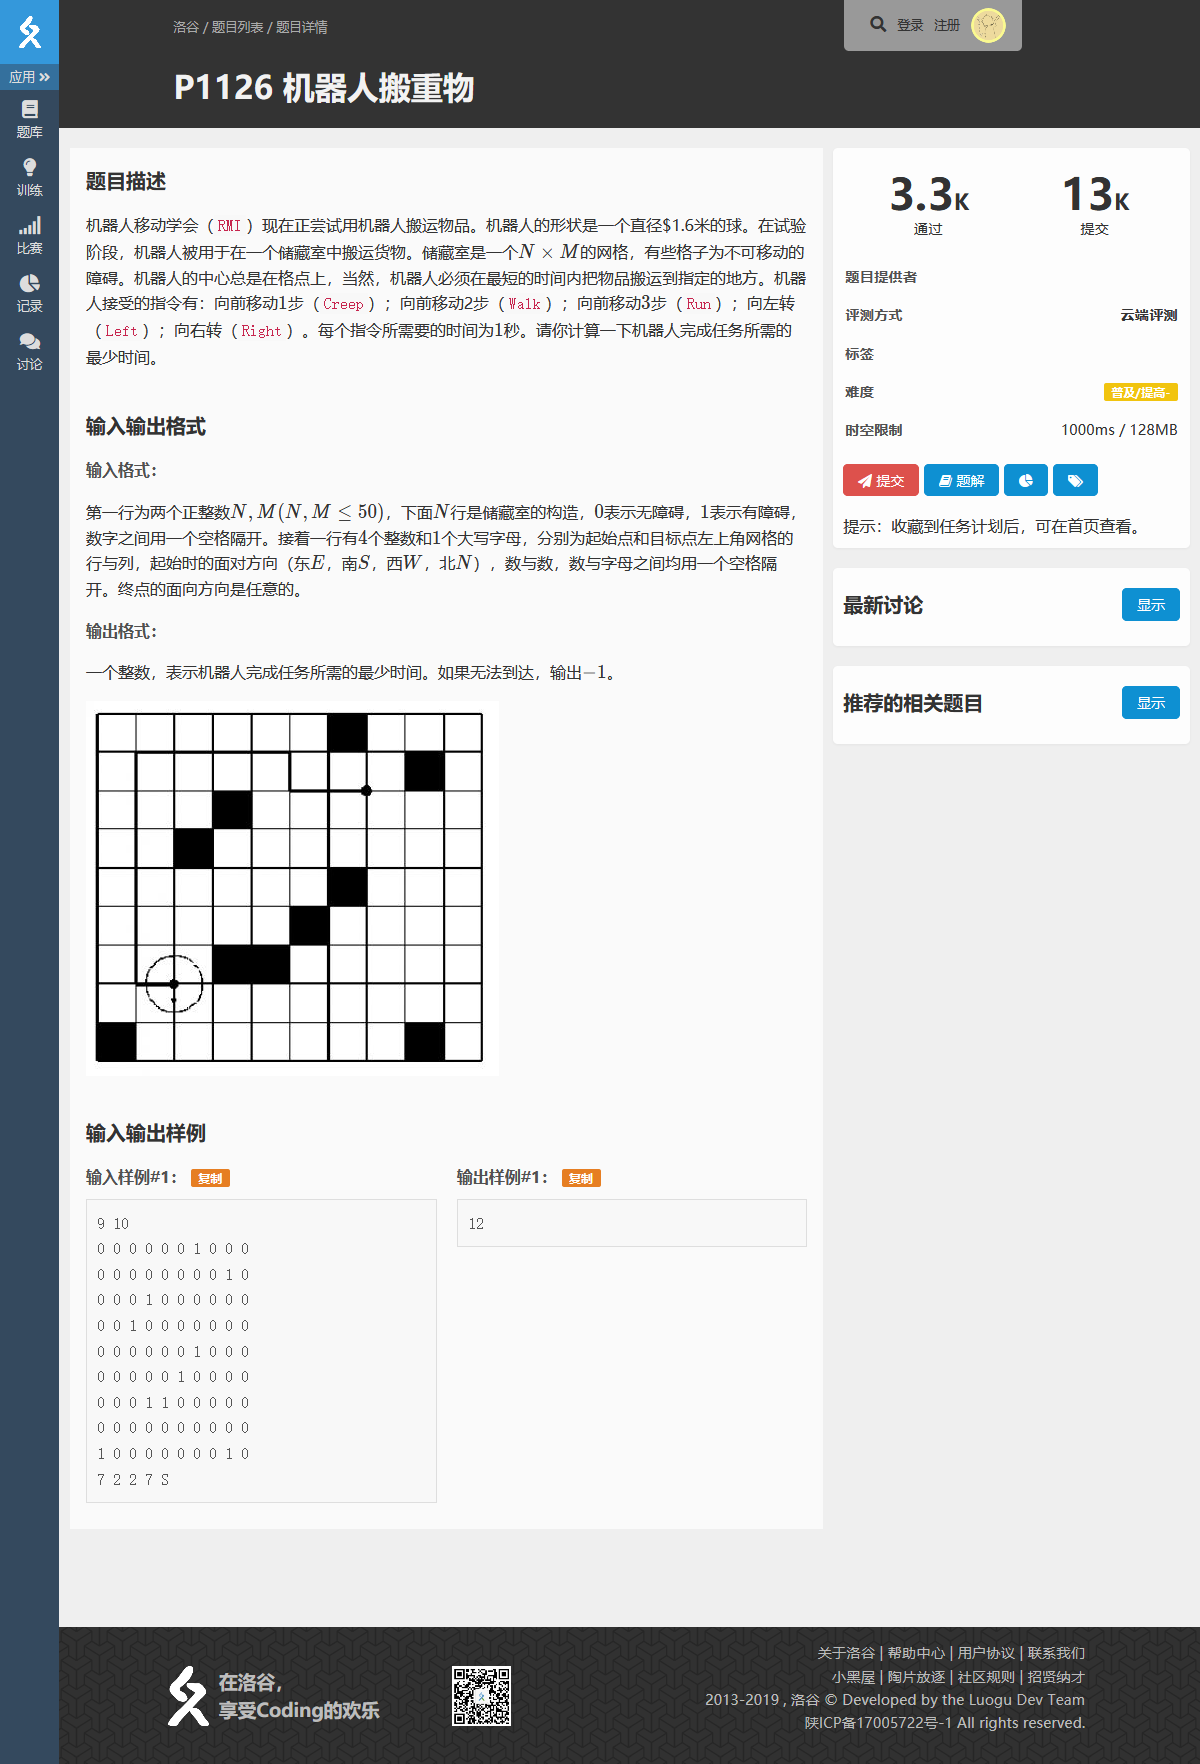 洛谷 / 题目列表 / 题目详情
登录 注册
P1126 机器人搬重物
应用
题库
训练
比赛
记录
讨论
题目描述
机器人移动学会（RMI）现在正尝试用机器人搬运物品。机器人的形状是一个直径$1.6米的球。在试验
阶段，机器人被用于在一个储藏室中搬运货物。储藏室是一个N × M的网格，有些格子为不可移动的
障碍。机器人的中心总是在格点上，当然，机器人必须在最短的时间内把物品搬运到指定的地方。机器
人接受的指令有：向前移动1步（Creep）；向前移动2步（Walk）；向前移动3步（Run）；向左转
（Left）；向右转（Right）。每个指令所需要的时间为1秒。请你计算一下机器人完成任务所需的
最少时间。
输入输出格式
输入格式：
第一行为两个正整数N, M(N, M ≤ 50)，下面N行是储藏室的构造，0表示无障碍，1表示有障碍，
数字之间用一个空格隔开。接着一行有4个整数和1个大写字母，分别为起始点和目标点左上角网格的
行与列，起始时的面对方向（东E，南S，西W，北N），数与数，数与字母之间均用一个空格隔
开。终点的面向方向是任意的。
输出格式：
一个整数，表示机器人完成任务所需的最少时间。如果无法到达，输出−1。
输入输出样例
输入样例#1： 复制
9 10
0 0 0 0 0 0 1 0 0 0
0 0 0 0 0 0 0 0 1 0
0 0 0 1 0 0 0 0 0 0
0 0 1 0 0 0 0 0 0 0
0 0 0 0 0 0 1 0 0 0
0 0 0 0 0 1 0 0 0 0
0 0 0 1 1 0 0 0 0 0
0 0 0 0 0 0 0 0 0 0
1 0 0 0 0 0 0 0 1 0
7 2 2 7 S
输出样例#1： 复制
12
3.3K 13K
通过 提交
题目提供者
评测方式 云端评测
标签
难度 普及/提高-
时空限制 1000ms / 128MB
提交 题解
提示：收藏到任务计划后，可在首页查看。
最新讨论 显示
推荐的相关题目 显示
在洛谷，
享受Coding的欢乐
关于洛谷 | 帮助中心 | 用户协议 | 联系我们
小黑屋 | 陶片放逐 | 社区规则 | 招贤纳才
2013-2019 , 洛谷 © Developed by the Luogu Dev Team
陕ICP备17005722号-1 All rights reserved.